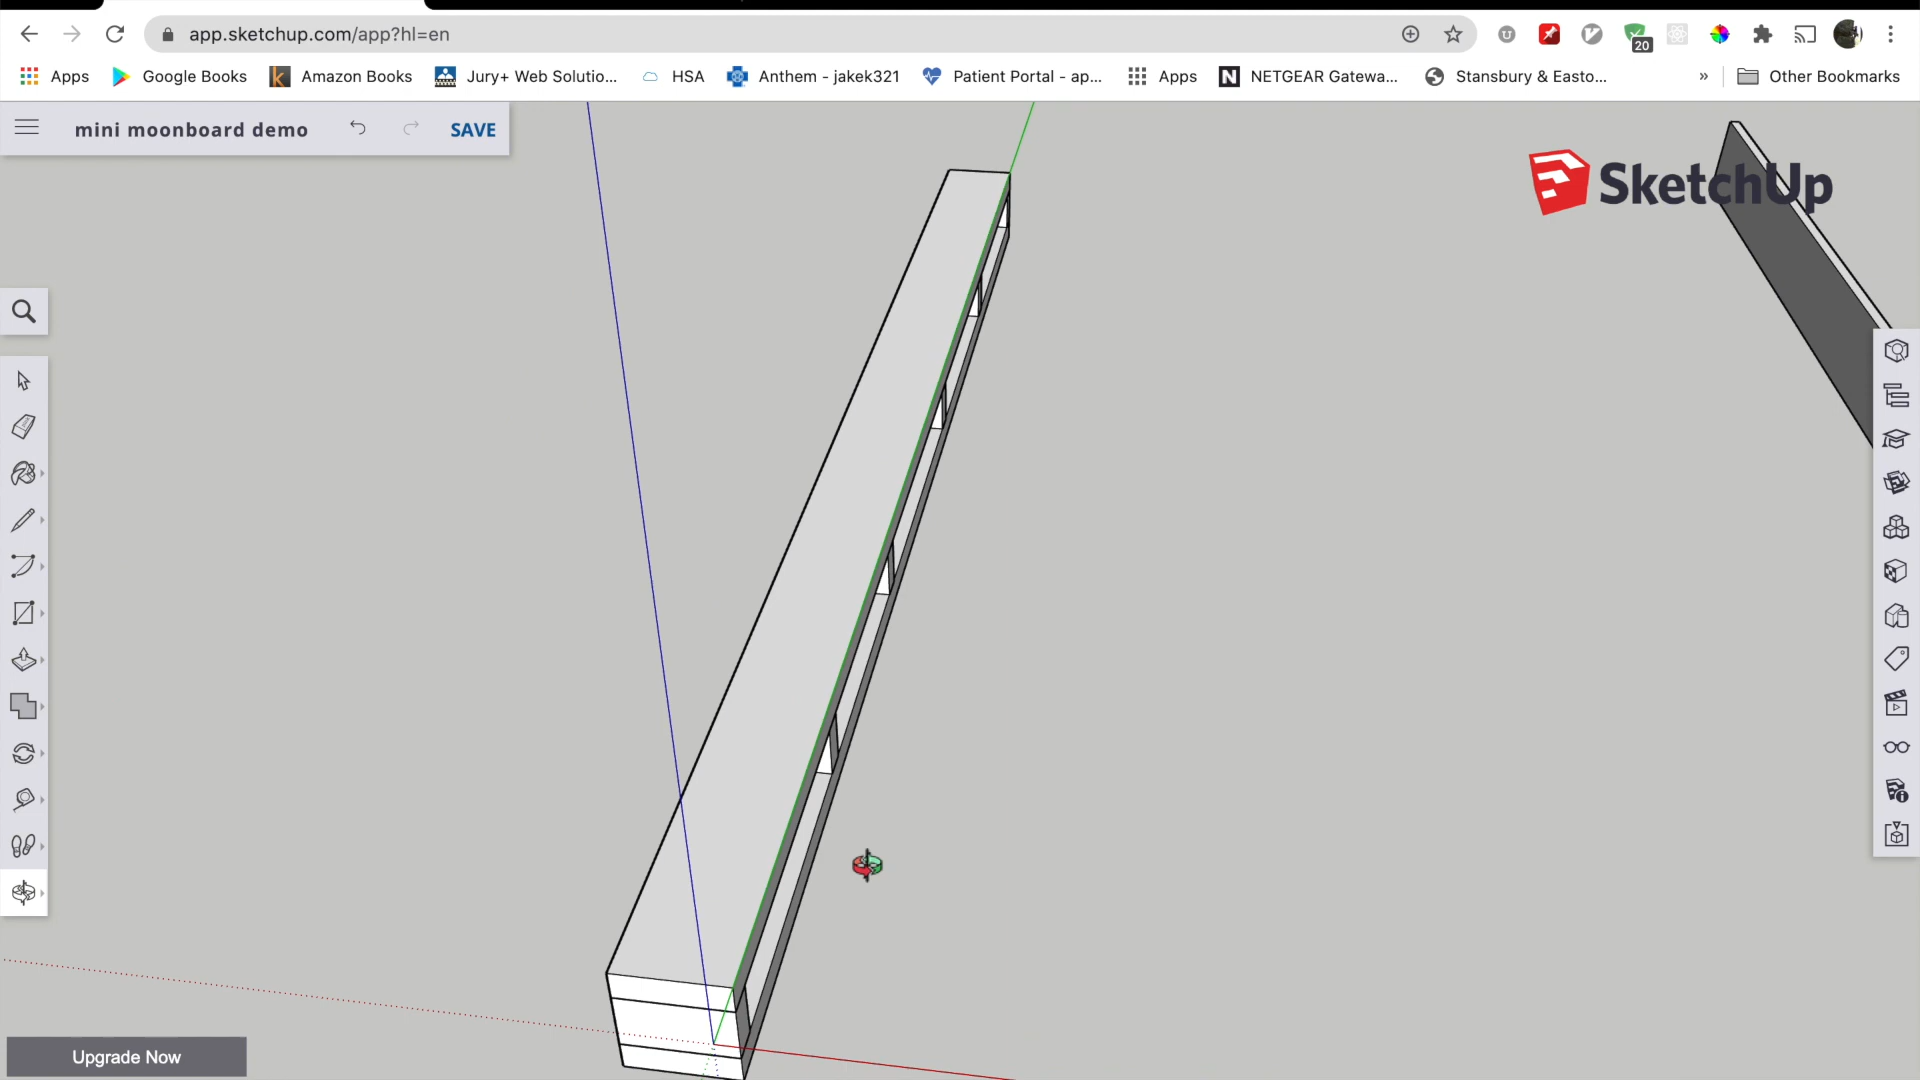 app.sketchup.com/app?hl=en
20
Apps Google Books Amazon Books Jury+ Web Solutio... HSA Anthem - jakek321 Patient Portal - ap... Apps NETGEAR Gatewa... Stansbury & Easto... » Other Bookmarks
mini moonboard demo SAVE
SketchUp
Upgrade Now